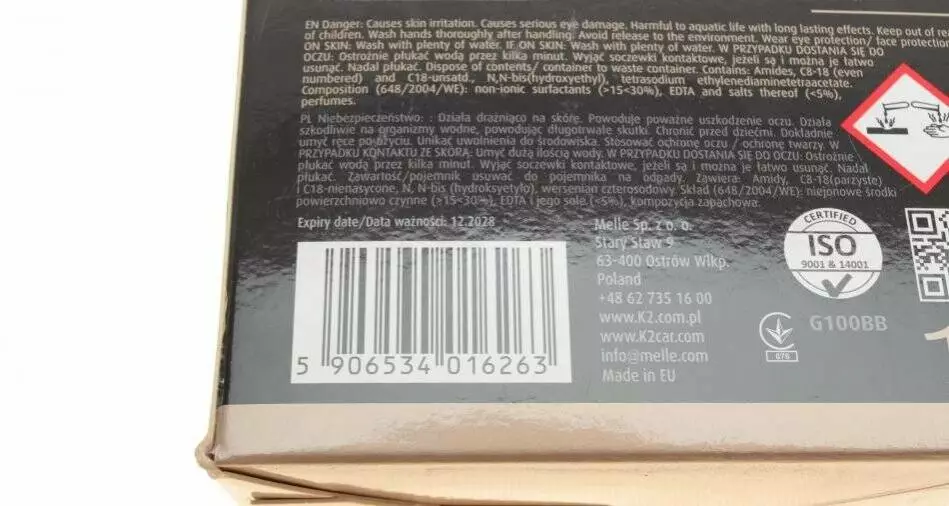 EN Danger: Causes skin irritation. Causes serious eye damage. Harmful to aquatic life with long lasting effects. Keep out of
of children. Wash hands thoroughly after handling. Avoid release to the environment. Wear eye protection/ face
ON SKIN: Wash with plenty of water. IF ON SKIN: Wash with plenty of water. W PRZYPADKU DOSTANIA SIĘ DO
OCZU: Ostrożnie płukać wodą przez kilka minut. Wyjąć soczewki kontaktowe, jeżeli są i można je łatwo
usunąć. Nadal płukać. Dispose of contents/ container to waste container. Contains: Amides, C8-18 (even
numbered) and C18-unsatd., N,N-bis(hydroxyethyl), tetrasodium ethylenediaminetetraacetate.
Composition (648/2004/WE): non-ionic surfactants (>15<30%), EDTA and salts thereof (<5%),
perfumes.
PL Niebezpieczeństwo: : Działa drażniąco na skórę. Powoduje poważne uszkodzenie oczu. Działa
szkodliwie na organizmy wodne, powodując długotrwałe skutki. Chronić przed dziećmi. Dokładnie
umyć ręce po użyciu. Unikać uwolnienia do środowiska. Stosować ochronę oczu / ochronę twarzy. W
PRZYPADKU KONTAKTU ZE SKÓRĄ: Umyć dużą ilością wody. W PRZYPADKU DOSTANIA SIĘ DO OCZU: Ostrożnie
płukać wodą przez kilka minut. Wyjąć soczewki kontaktowe, jeżeli są i można je łatwo usunąć. Nadal
płukać. Zawartość/pojemnik usuwać do pojemnika na odpady. Zawiera: Amidy, C8-18(parzyste)
i C18-nienasycone, N, N-bis (hydroksyetylo), wersenian czterosodowy. Skład (648/2004/WE): niejonowe środki
powierzchniowo czynne (>15<30%), EDTA i jego sole (<5%), kompozycja zapachowa.
Expiry date/Data ważności: 12.2028
5 906534 016263
Melle Sp. z o. o.
Stary Staw 9
63-400 Ostrów Wlkp.
Poland
+48 62 735 16 00
www.K2.com.pl
www.K2car.com
info@melle.com
Made in EU
CERTIFIED
ISO
9001 & 14001
G100BB
076